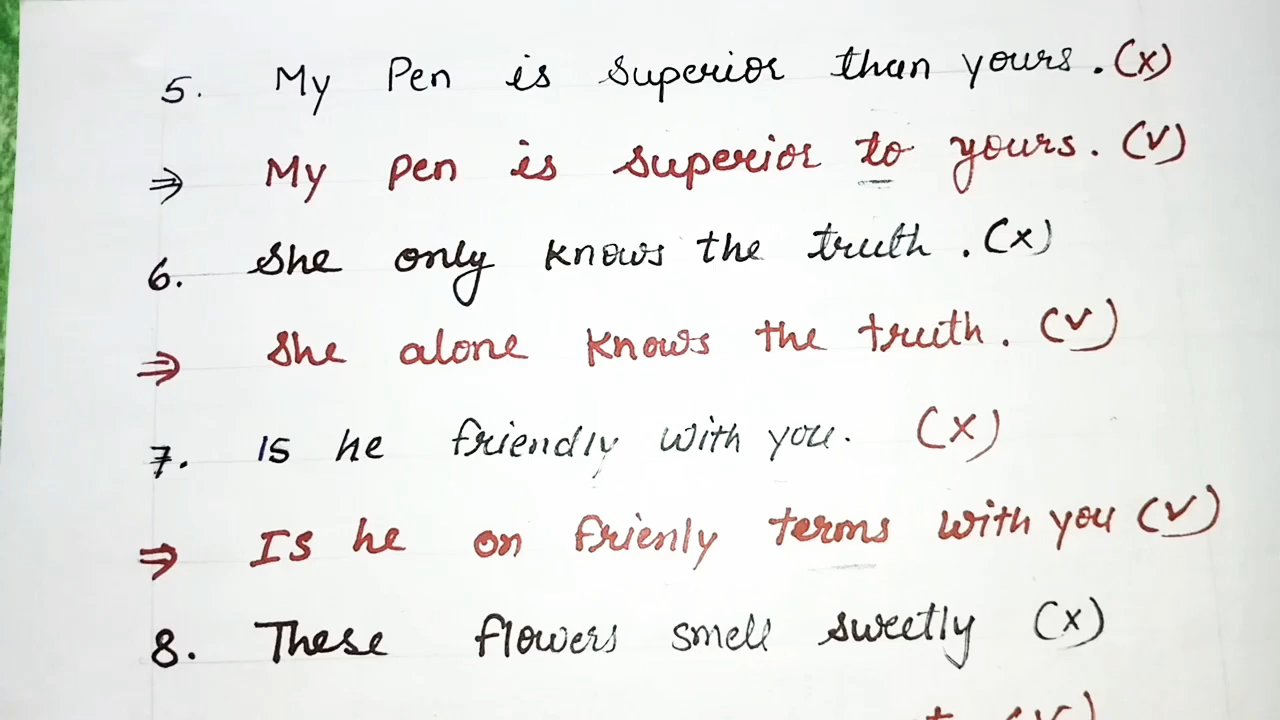 5. My Pen is superior than yours. (x)
⇒ My pen is superior to yours. (✓)
6. She only knows the truth. (x)
⇒ She alone knows the truth. (✓)
7. Is he friendly with you. (x)
⇒ Is he on frienly terms with you (✓)
8. These flowers smell sweetly (x)